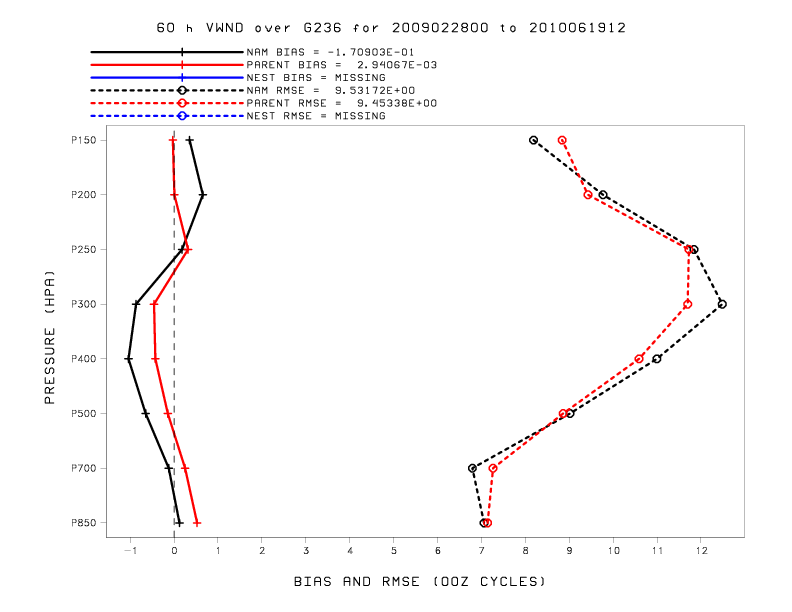 60 h VWND over G236 for 2009022800 to 2010061912
NAM BIAS = -1.70903E-01
PARENT BIAS = 2.94067E-03
NEST BIAS = MISSING
NAM RMSE = 9.53172E+00
PARENT RMSE = 9.45338E+00
NEST RMSE = MISSING
P150
P200
P250
P300
P400
P500
P700
P850
PRESSURE (HPA)
-1 0 1 2 3 4 5 6 7 8 9 10 11 12
BIAS AND RMSE (00Z CYCLES)